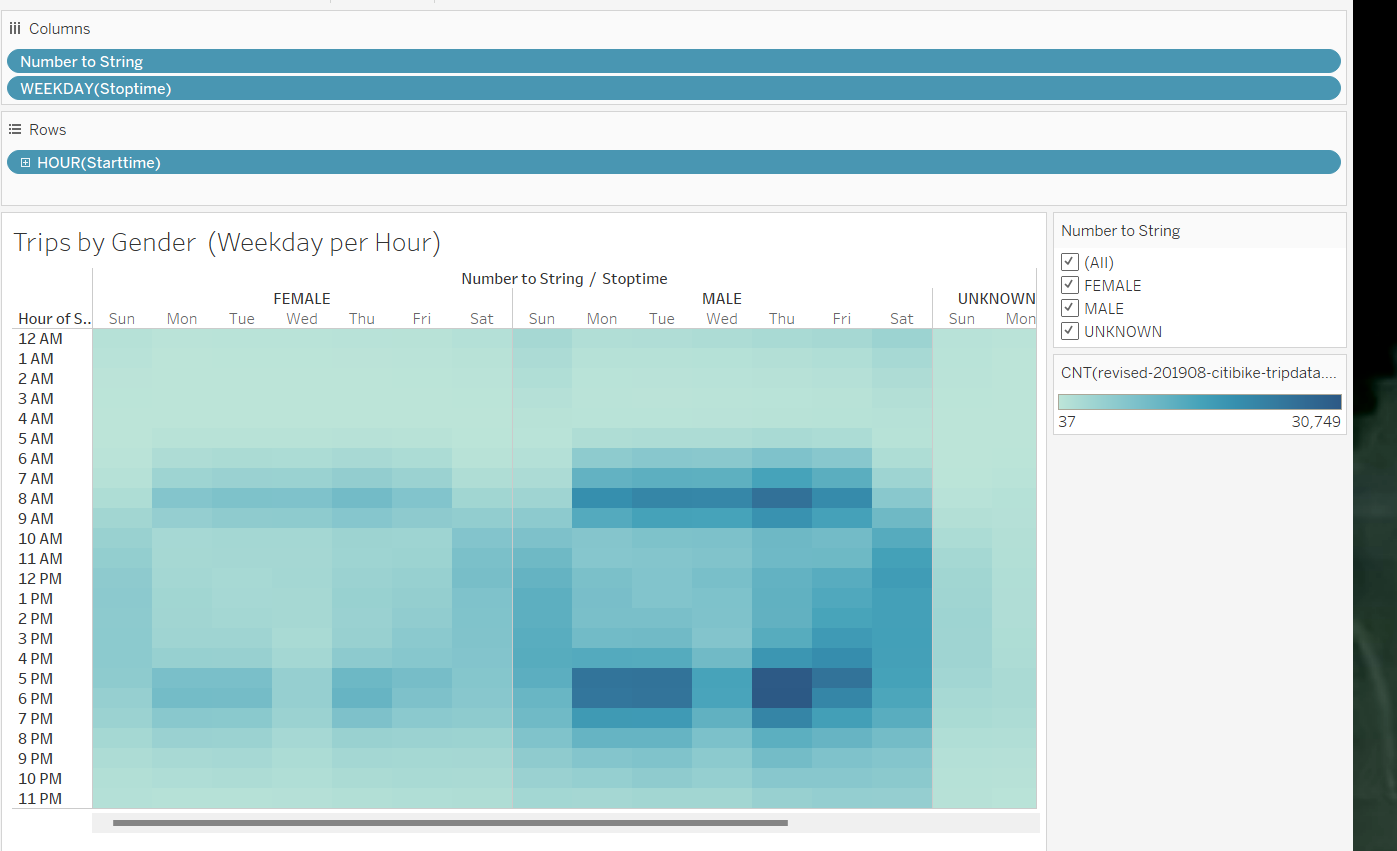 Columns
Number to String
WEEKDAY(Stoptime)
Rows
HOUR(Starttime)
Trips by Gender (Weekday per Hour)
Number to String / Stoptime
FEMALE MALE UNKNOWN
Hour of S.. Sun Mon Tue Wed Thu Fri Sat Sun Mon Tue Wed Thu Fri Sat Sun Mon
12 AM
1 AM
2 AM
3 AM
4 AM
5 AM
6 AM
7 AM
8 AM
9 AM
10 AM
11 AM
12 PM
1 PM
2 PM
3 PM
4 PM
5 PM
6 PM
7 PM
8 PM
9 PM
10 PM
11 PM
Number to String
(All)
FEMALE
MALE
UNKNOWN
CNT(revised-201908-citibike-tripdata....
37 30,749